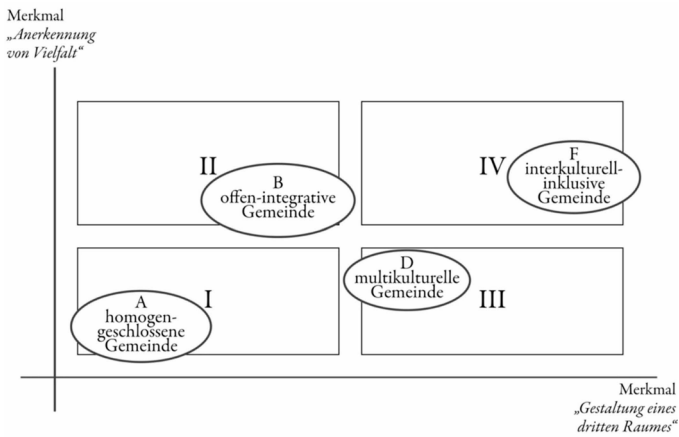 Merkmal
„Anerkennung
von Vielfalt“
II
B
offen-integrative
Gemeinde
IV
F
interkulturell-
inklusive
Gemeinde
A
homogen-
geschlossene
Gemeinde
I
D
multikulturelle
Gemeinde
III
Merkmal
„Gestaltung eines
dritten Raumes“